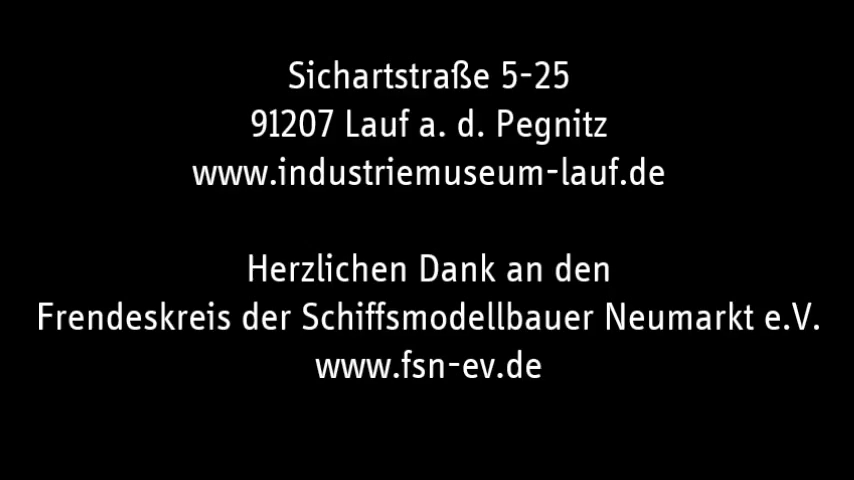 Sichartstraße 5-25
91207 Lauf a. d. Pegnitz
www.industriemuseum-lauf.de
Herzlichen Dank an den
Frendeskreis der Schiffsmodellbauer Neumarkt e.V.
www.fsn-ev.de